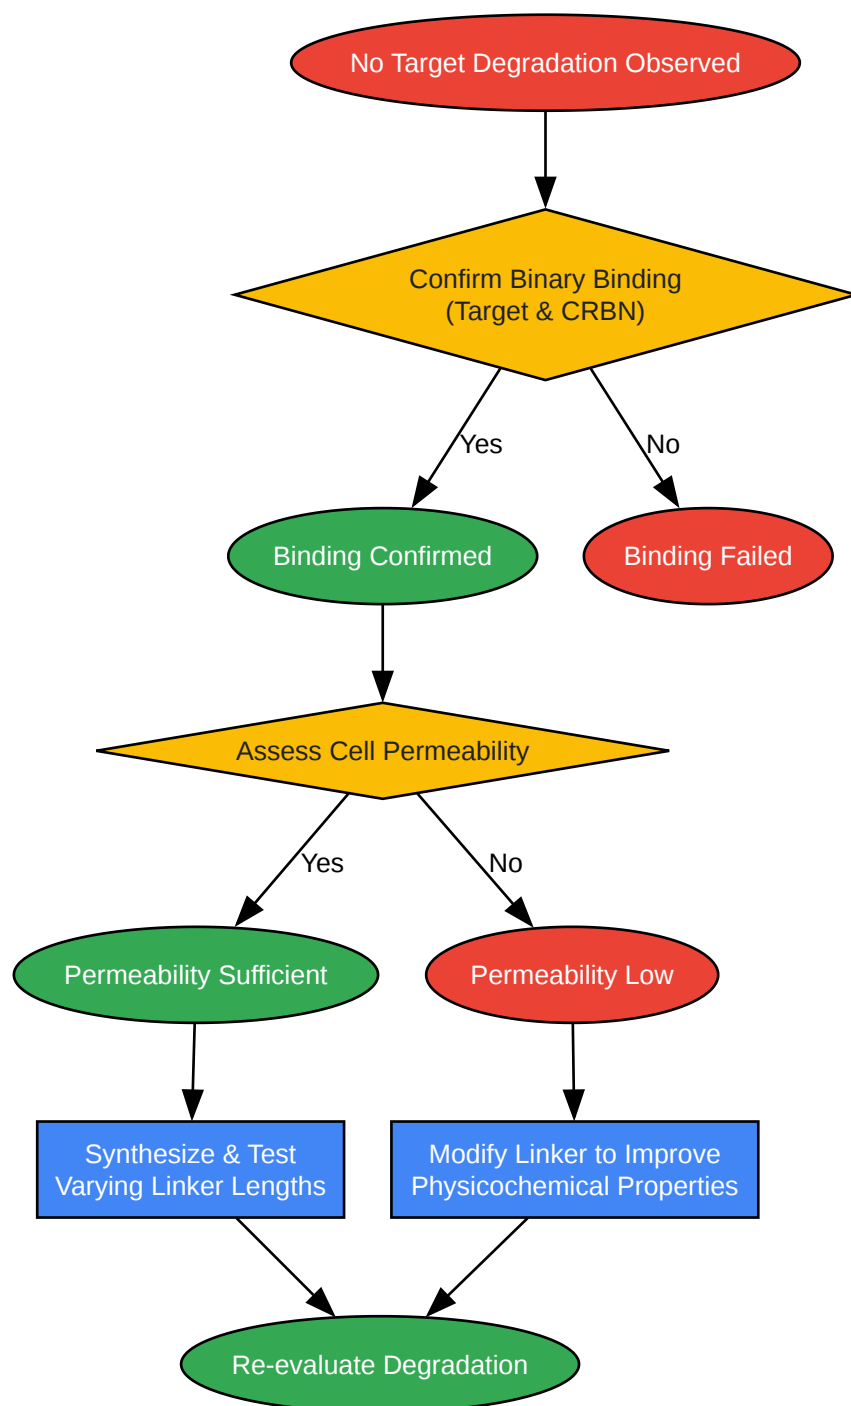 No Target Degradation Observed
Confirm Binary Binding
(Target & CRBN)
Yes
No
Binding Confirmed
Binding Failed
Assess Cell Permeability
Yes
No
Permeability Sufficient
Permeability Low
Synthesize & Test
Varying Linker Lengths
Modify Linker to Improve
Physicochemical Properties
Re-evaluate Degradation